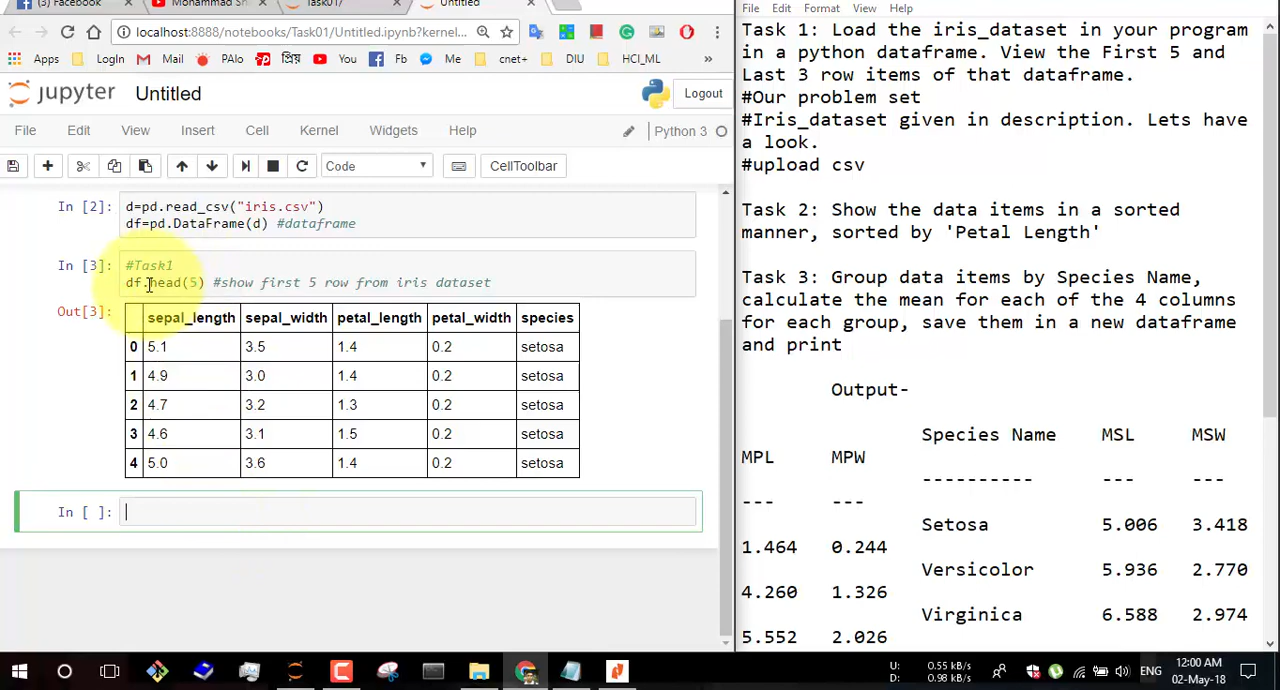 (3) Facebook
Mohammad Sh
Task01/
Untitled
localhost:8888/notebooks/Task01/Untitled.ipynb?kernel...
Apps LogIn Mail PAlo প্রিয় You Fb Me cnet+ DIU HCI_ML »
jupyter Untitled
Logout
File Edit View Insert Cell Kernel Widgets Help
Python 3
Code CellToolbar
In [2]: d=pd.read_csv("iris.csv")
df=pd.DataFrame(d) #dataframe
In [3]: #Task1
df.head(5) #show first 5 row from iris dataset
Out[3]:
sepal_length sepal_width petal_length petal_width species
0 5.1 3.5 1.4 0.2 setosa
1 4.9 3.0 1.4 0.2 setosa
2 4.7 3.2 1.3 0.2 setosa
3 4.6 3.1 1.5 0.2 setosa
4 5.0 3.6 1.4 0.2 setosa
In [ ]:
File Edit Format View Help
Task 1: Load the iris_dataset in your program
in a python dataframe. View the First 5 and
Last 3 row items of that dataframe.
#Our problem set
#Iris_dataset given in description. Lets have
a look.
#upload csv
Task 2: Show the data items in a sorted
manner, sorted by 'Petal Length'
Task 3: Group data items by Species Name,
calculate the mean for each of the 4 columns
for each group, save them in a new dataframe
and print
Output-
Species Name MSL MSW
MPL MPW
---------- --- ---
--- ---
Setosa 5.006 3.418
1.464 0.244
Versicolor 5.936 2.770
4.260 1.326
Virginica 6.588 2.974
5.552 2.026
U: 0.55 kB/s
D: 0.98 kB/s
ENG
12:00 AM
02-May-18